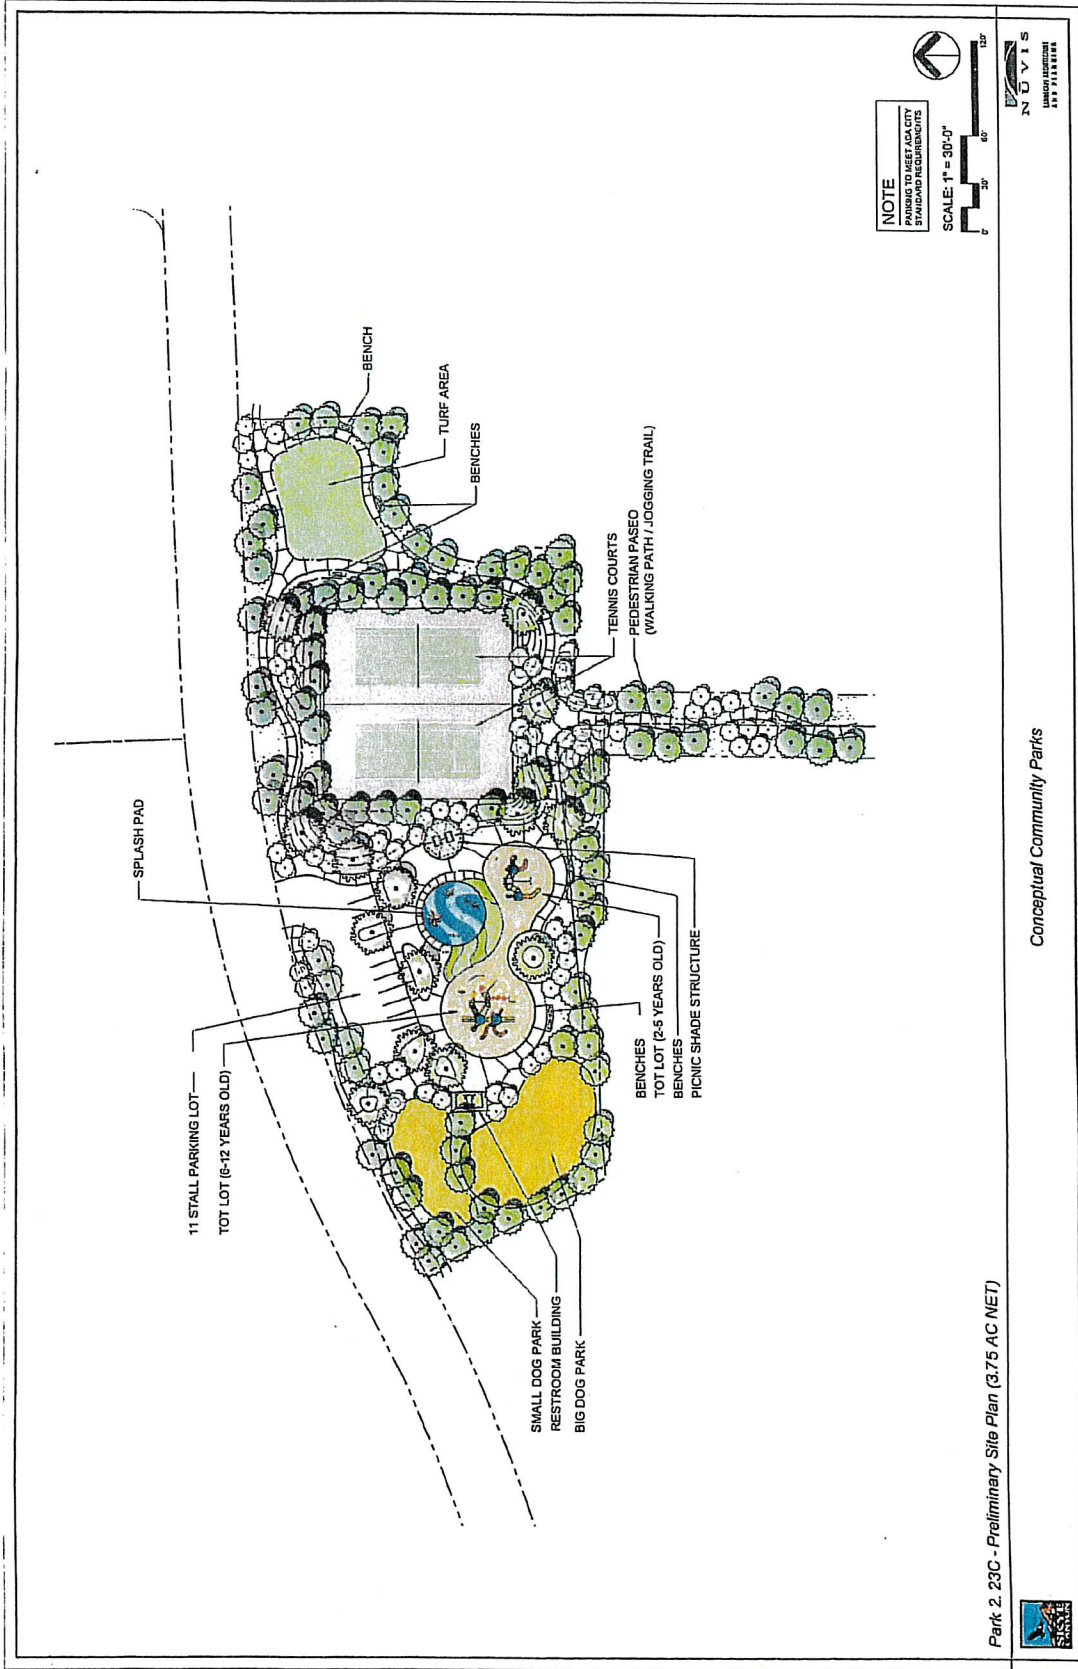 SPLASH PAD
11 STALL PARKING LOT
TOT LOT (6-12 YEARS OLD)
BENCH
TURF AREA
BENCHES
TENNIS COURTS
PEDESTRIAN PASEO
(WALKING PATH / JOGGING TRAIL)
BENCHES
TOT LOT (2-5 YEARS OLD)
BENCHES
PICNIC SHADE STRUCTURE
SMALL DOG PARK
RESTROOM BUILDING
BIG DOG PARK
NOTE
PARKING TO MEET ADA CITY
STANDARD REQUIREMENTS
SCALE: 1" = 30'-0"
0' 30' 60' 120'
Park 2. 23C - Preliminary Site Plan (3.75 AC NET)
Conceptual Community Parks
SKYE
CANYON
NUVIS
LANDSCAPE ARCHITECTURE
AND PLANNING